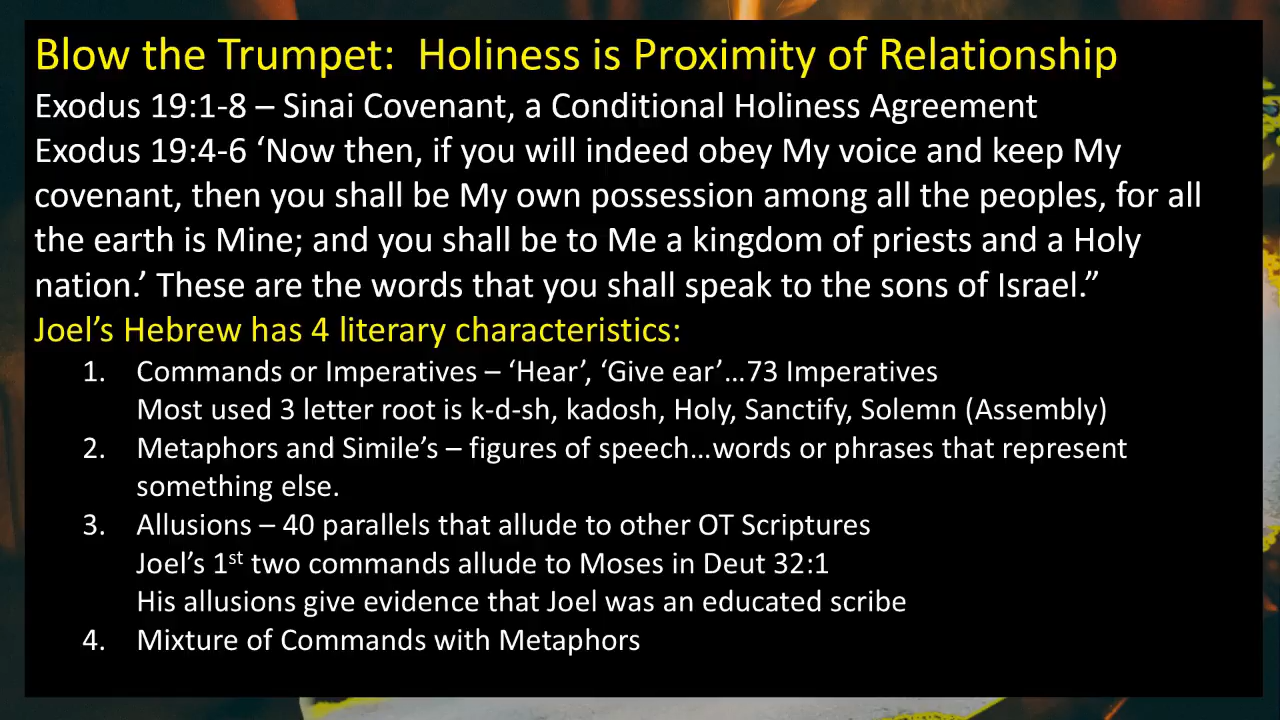 Blow the Trumpet:  Holiness is Proximity of Relationship
Exodus 19:1-8 – Sinai Covenant, a Conditional Holiness Agreement
Exodus 19:4-6 ‘Now then, if you will indeed obey My voice and keep My
covenant, then you shall be My own possession among all the peoples, for all
the earth is Mine; and you shall be to Me a kingdom of priests and a Holy
nation.’ These are the words that you shall speak to the sons of Israel.”
Joel’s Hebrew has 4 literary characteristics:
1. Commands or Imperatives – ‘Hear’, ‘Give ear’…73 Imperatives
Most used 3 letter root is k-d-sh, kadosh, Holy, Sanctify, Solemn (Assembly)
2. Metaphors and Simile’s – figures of speech…words or phrases that represent
something else.
3. Allusions – 40 parallels that allude to other OT Scriptures
Joel’s 1st two commands allude to Moses in Deut 32:1
His allusions give evidence that Joel was an educated scribe
4. Mixture of Commands with Metaphors